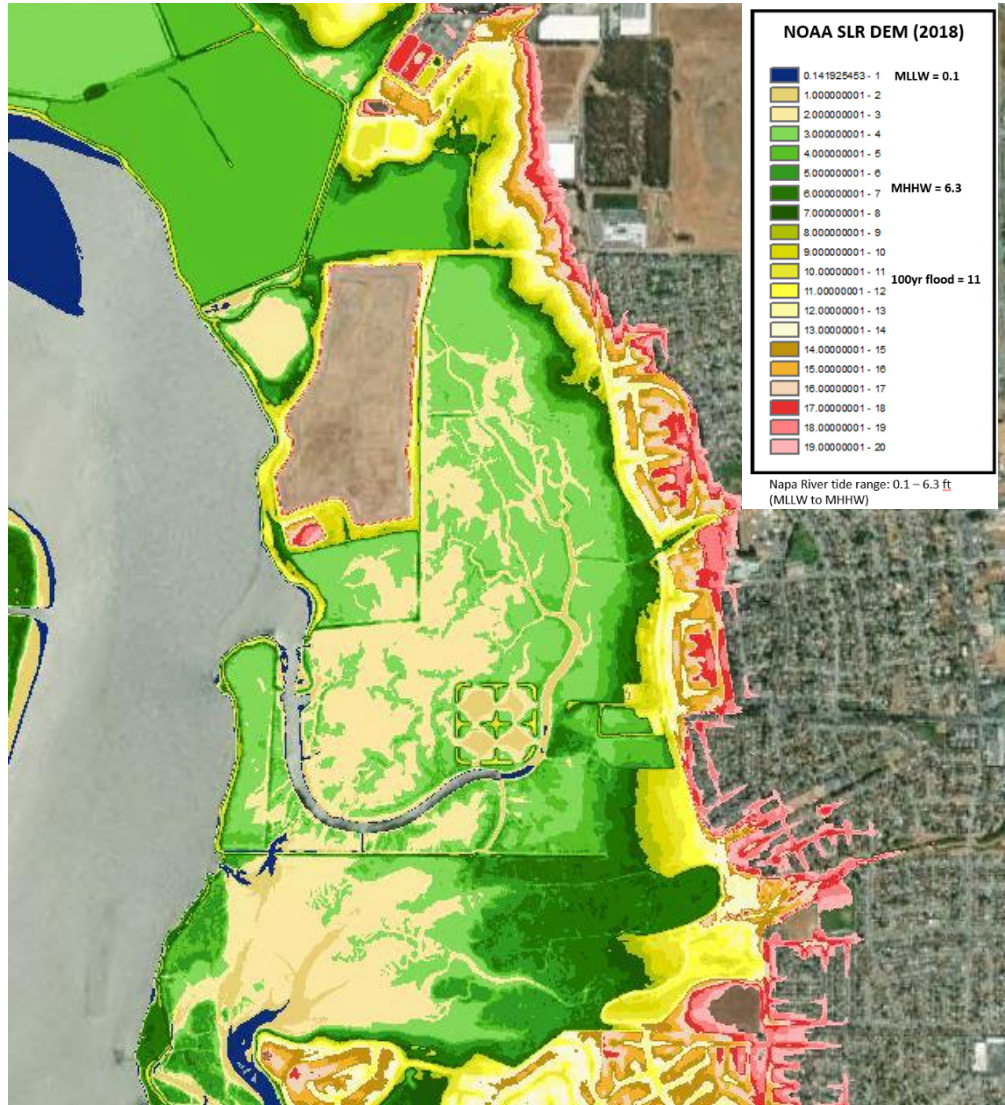 NOAA SLR DEM (2018)
0.141925453 - 1 MLLW = 0.1
1.000000001 - 2
2.000000001 - 3
3.000000001 - 4
4.000000001 - 5
5.000000001 - 6
6.000000001 - 7 MHHW = 6.3
7.000000001 - 8
8.000000001 - 9
9.000000001 - 10
10.00000001 - 11
11.00000001 - 12 100yr flood = 11
12.00000001 - 13
13.00000001 - 14
14.00000001 - 15
15.00000001 - 16
16.00000001 - 17
17.00000001 - 18
18.00000001 - 19
19.00000001 - 20
Napa River tide range: 0.1 – 6.3 ft
(MLLW to MHHW)